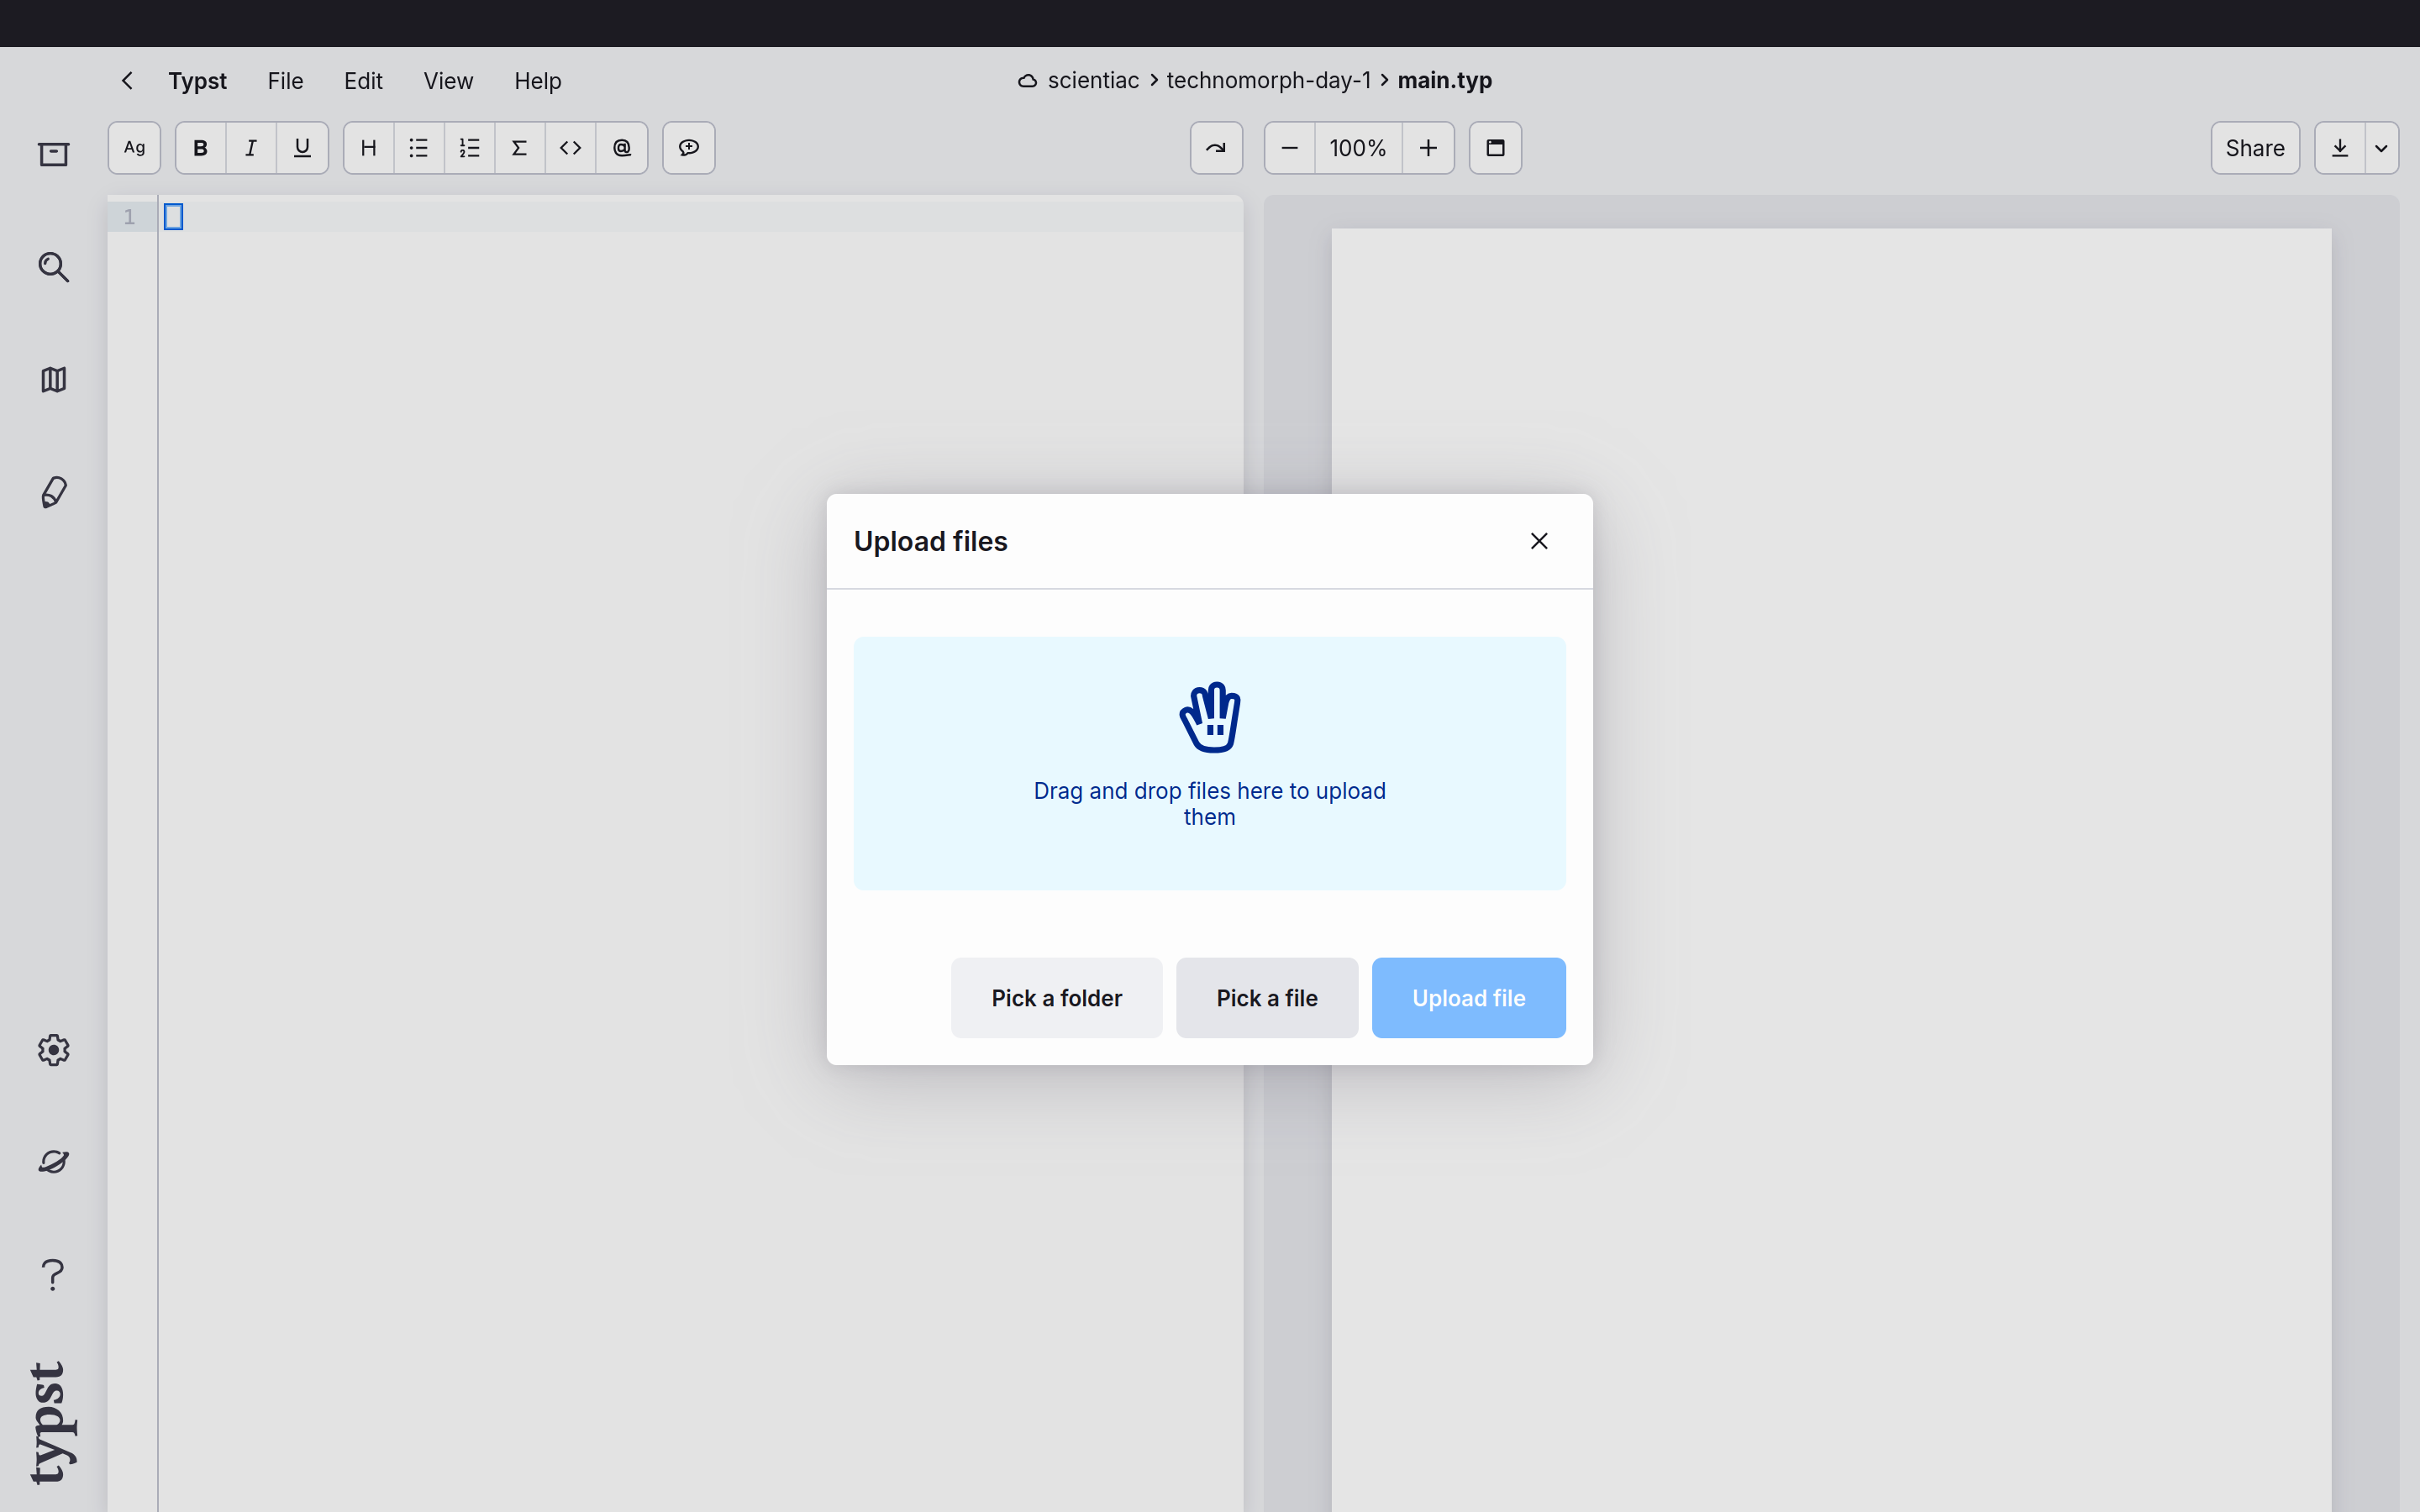 Typst File Edit View Help
scientiac > technomorph-day-1 > main.typ
Ag B I U H Σ <> @
100%
Share
1
Upload files
Drag and drop files here to upload
them
Pick a folder Pick a file Upload file
typst